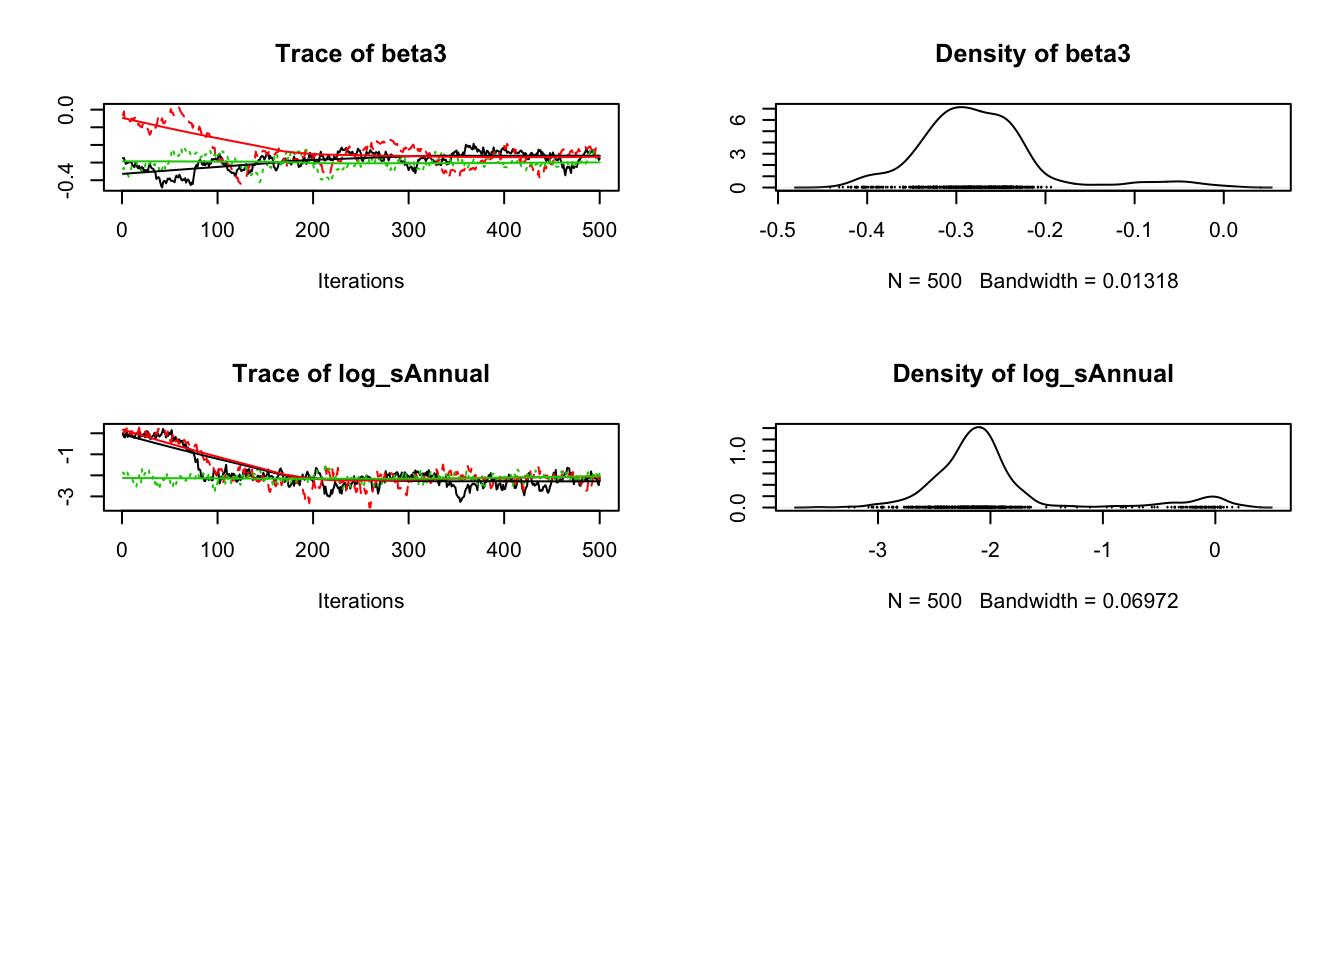 Trace of beta3
0.0
-0.4
0 100 200 300 400 500
Iterations
Density of beta3
6
3
0
-0.5 -0.4 -0.3 -0.2 -0.1 0.0
N = 500 Bandwidth = 0.01318
Trace of log_sAnnual
-1
-3
0 100 200 300 400 500
Iterations
Density of log_sAnnual
1.0
0.0
-3 -2 -1 0
N = 500 Bandwidth = 0.06972